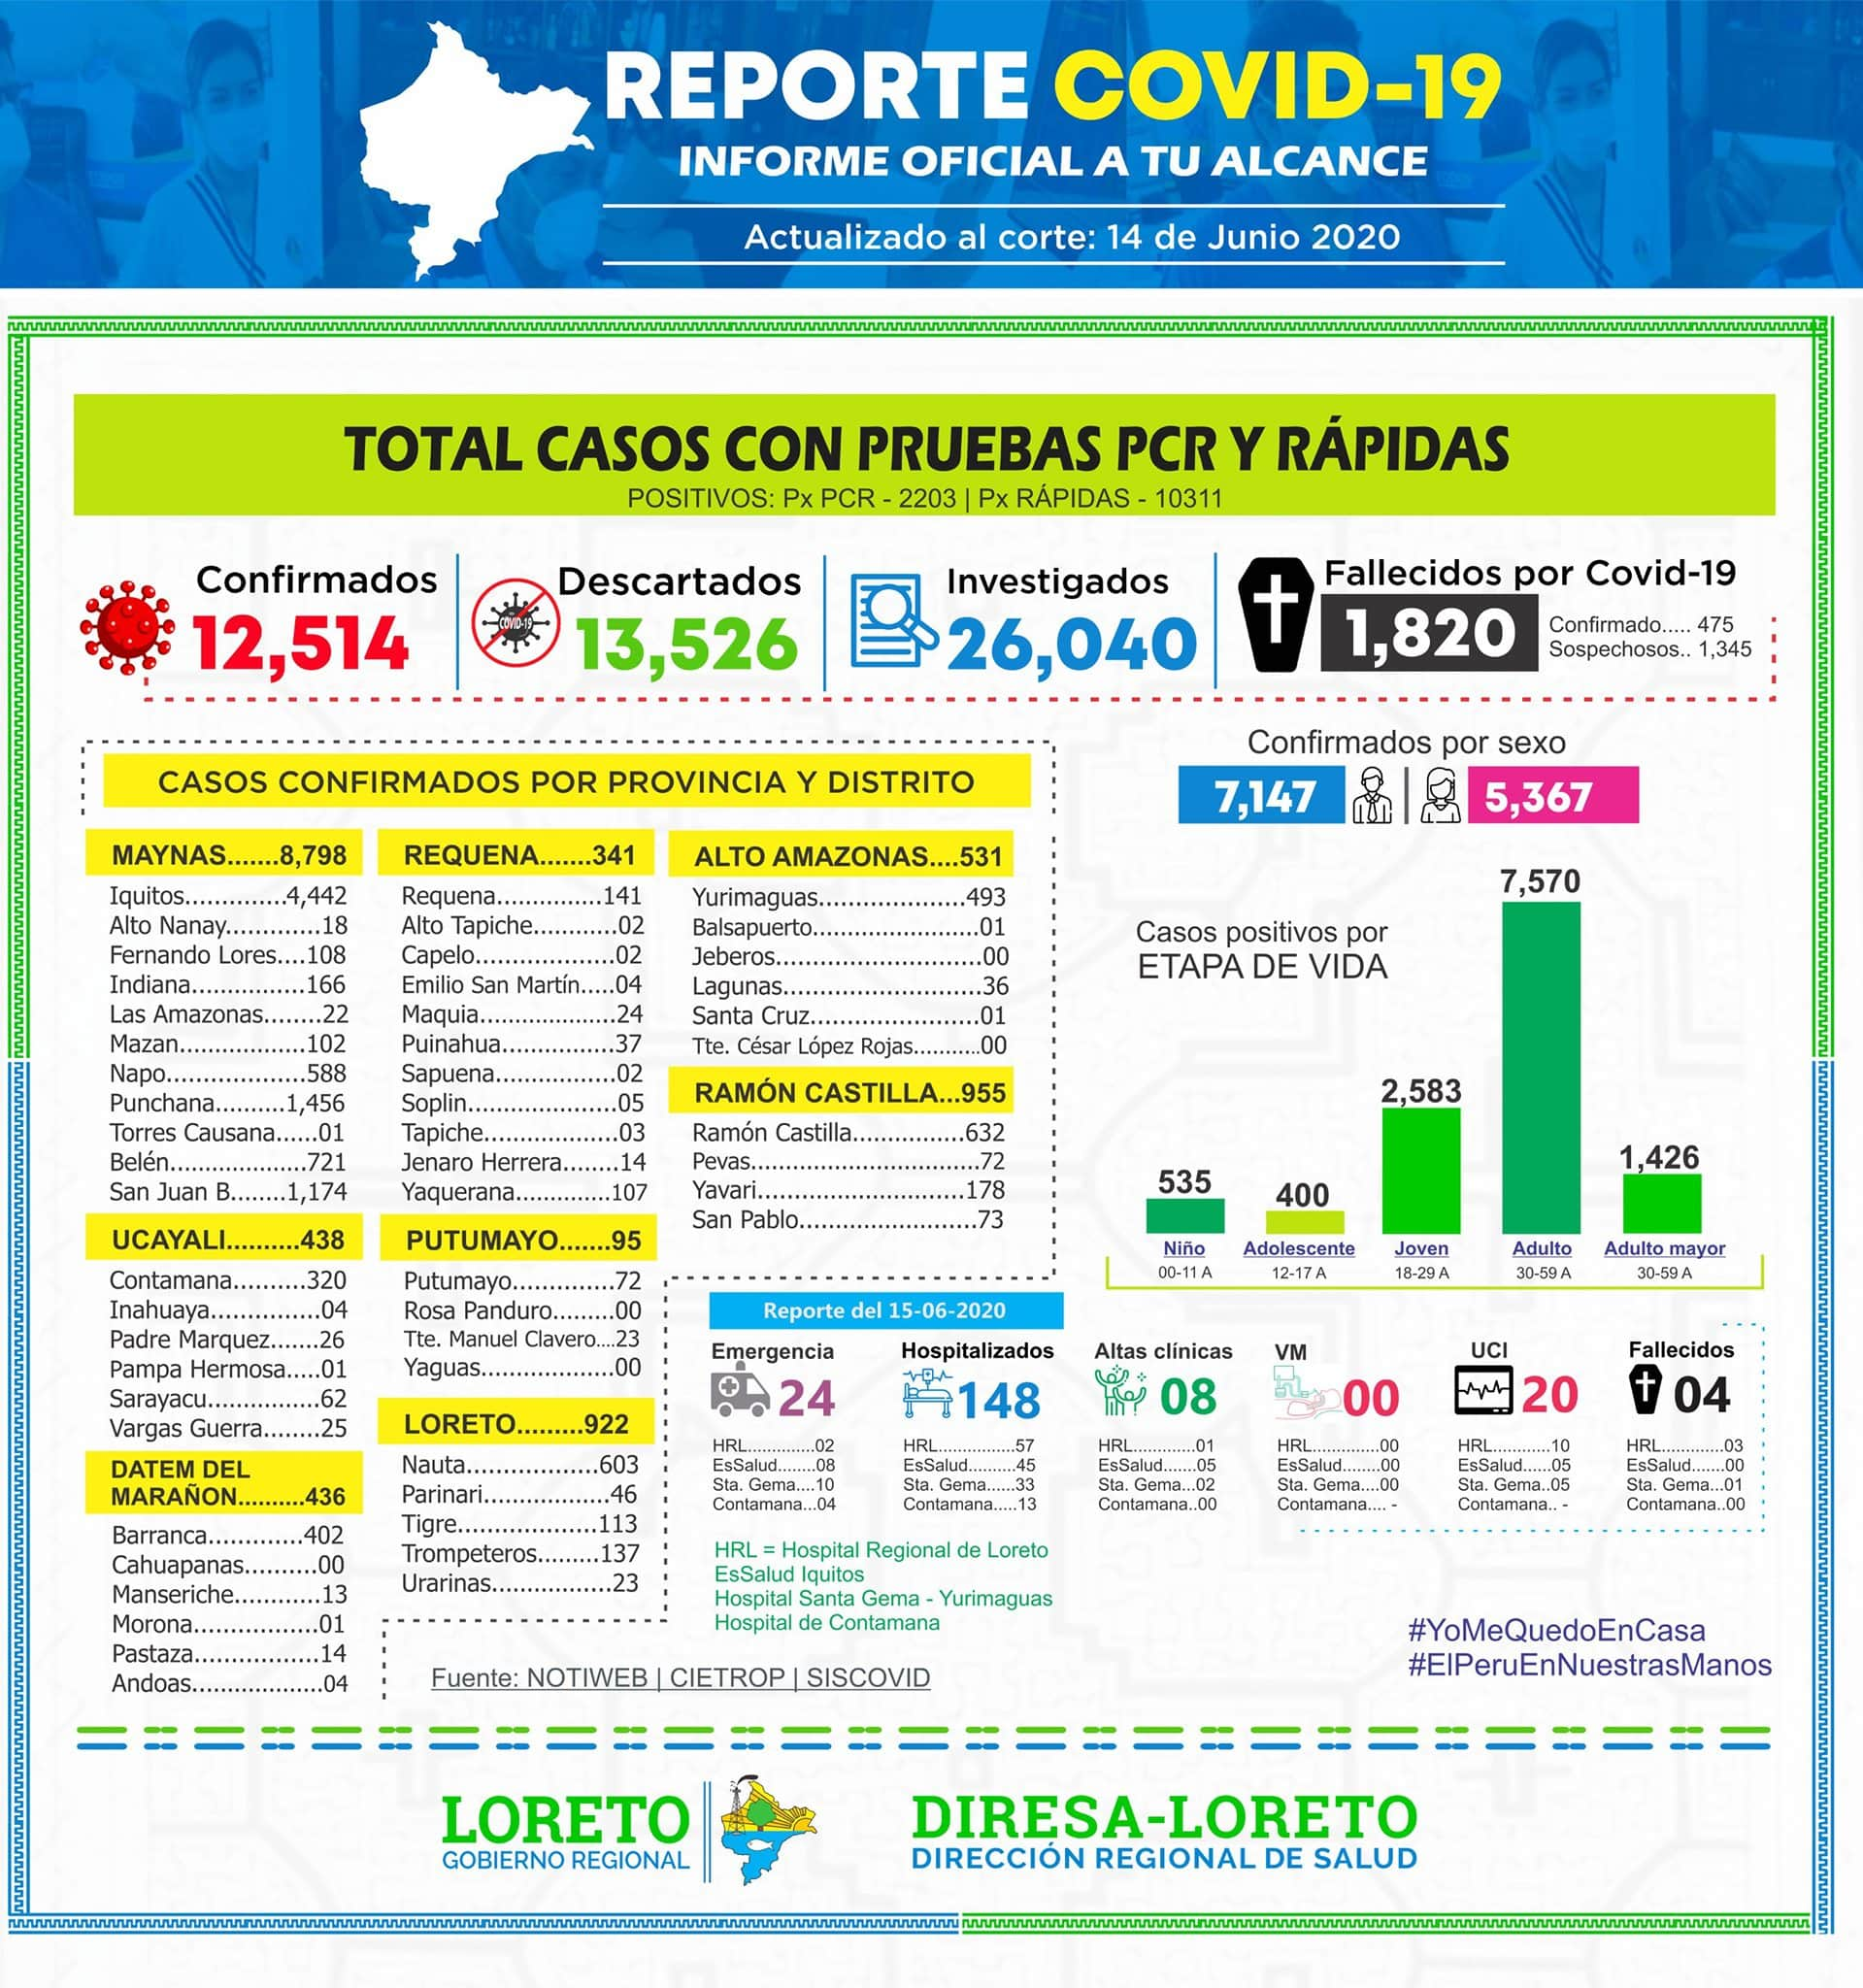 REPORTE COVID-19
INFORME OFICIAL A TU ALCANCE
Actualizado al corte: 14 de Junio 2020
TOTAL CASOS CON PRUEBAS PCR Y RÁPIDAS
POSITIVOS: Px PCR - 2203 | Px RÁPIDAS - 10311
Confirmados
12,514
COVID-19
Descartados
13,526
Investigados
26,040
Fallecidos por Covid-19
1,820
Confirmado..... 475
Sospechosos.. 1,345
CASOS CONFIRMADOS POR PROVINCIA Y DISTRITO
MAYNAS.......8,798
Iquitos.............4,442
Alto Nanay.............18
Fernando Lores....108
Indiana................166
Las Amazonas........22
Mazan.................102
Napo...................588
Punchana..........1,456
Torres Causana......01
Belén...................721
San Juan B........1,174
UCAYALI..........438
Contamana..........320
Inahuaya...............04
Padre Marquez.......26
Pampa Hermosa.....01
Sarayacu................62
Vargas Guerra........25
DATEM DEL
MARAÑON..........436
Barranca.............402
Cahuapanas..........00
Manseriche............13
Morona.................01
Pastaza.................14
Andoas...................04
REQUENA.......341
Requena...............141
Alto Tapiche............02
Capelo....................02
Emilio San Martín.....04
Maquia....................24
Puinahua................37
Sapuena.................02
Soplin.....................05
Tapiche...................03
Jenaro Herrera........14
Yaquerana.............107
PUTUMAYO.......95
Putumayo...............72
Rosa Panduro.........00
Tte. Manuel Clavero....23
Yaguas...................00
LORETO.........922
Nauta...................603
Parinari..................46
Tigre....................113
Trompeteros.........137
Urarinas.................23
ALTO AMAZONAS....531
Yurimaguas.....................493
Balsapuerto........................01
Jeberos.............................00
Lagunas............................36
Santa Cruz........................01
Tte. César López Rojas..........00
RAMÓN CASTILLA...955
Ramón Castilla................632
Pevas................................72
Yavari.............................178
San Pablo.........................73
Confirmados por sexo
7,147 | 5,367
Casos positivos por
ETAPA DE VIDA
535
400
2,583
7,570
1,426
Niño
00-11 A
Adolescente
12-17 A
Joven
18-29 A
Adulto
30-59 A
Adulto mayor
30-59 A
Reporte del 15-06-2020
Emergencia
24
HRL.............02
EsSalud.......08
Sta. Gema....10
Contamana...04
Hospitalizados
148
HRL...............57
EsSalud.........45
Sta. Gema......33
Contamana.....13
Altas clínicas
08
HRL............01
EsSalud.......05
Sta. Gema...02
Contamana..00
VM
00
HRL.............00
EsSalud.......00
Sta. Gema....00
Contamana.... -
UCI
20
HRL...........10
EsSalud......05
Sta. Gema..05
Contamana.. -
Fallecidos
04
HRL............03
EsSalud......00
Sta. Gema...01
Contamana..00
HRL = Hospital Regional de Loreto
EsSalud Iquitos
Hospital Santa Gema - Yurimaguas
Hospital de Contamana
#YoMeQuedoEnCasa
#ElPeruEnNuestrasManos
Fuente: NOTIWEB | CIETROP | SISCOVID
LORETO
GOBIERNO REGIONAL
DIRESA-LORETO
DIRECCIÓN REGIONAL DE SALUD